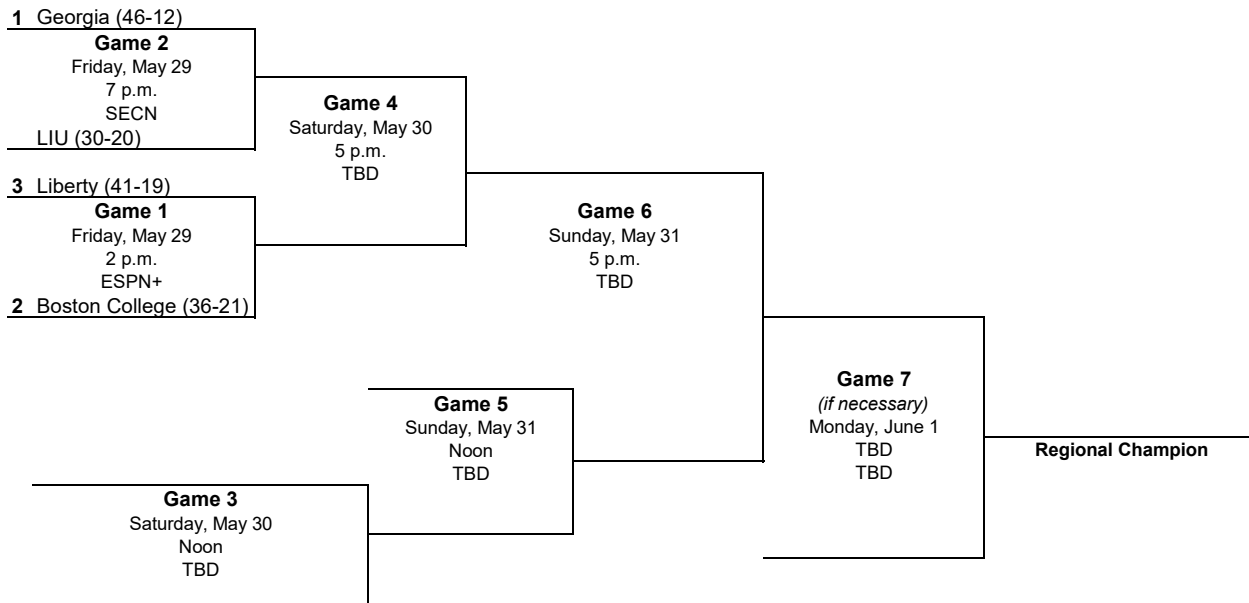 1 Georgia (46-12)
Game 2
Friday, May 29
7 p.m.
SECN
LIU (30-20)
3 Liberty (41-19)
Game 1
Friday, May 29
2 p.m.
ESPN+
2 Boston College (36-21)
Game 4
Saturday, May 30
5 p.m.
TBD
Game 6
Sunday, May 31
5 p.m.
TBD
Game 5
Sunday, May 31
Noon
TBD
Game 3
Saturday, May 30
Noon
TBD
Game 7
(if necessary)
Monday, June 1
TBD
TBD
Regional Champion